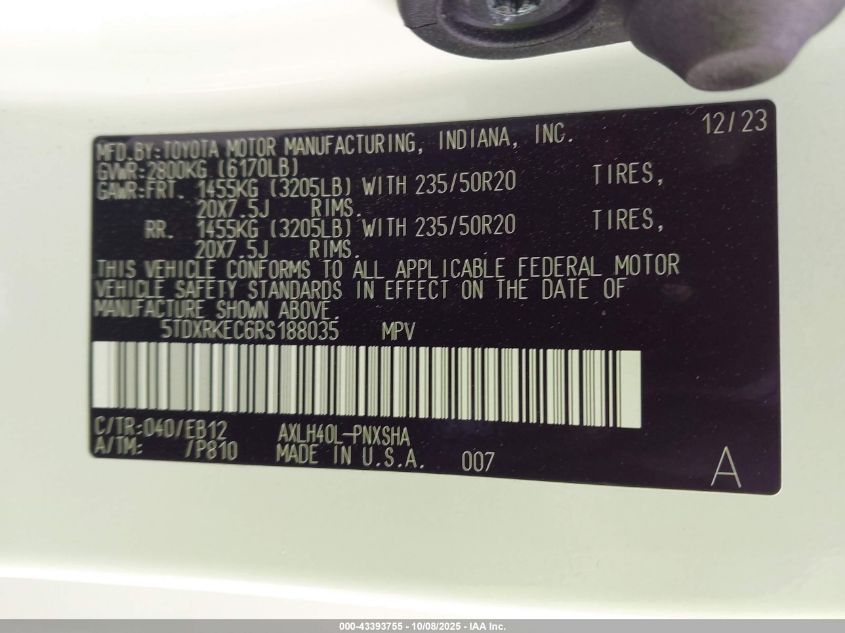 12/23
MFD.BY:TOYOTA MOTOR MANUFACTURING, INDIANA, INC.
GVWR:2800KG (6170LB)
GAWR:FRT. 1455KG (3205LB) WITH 235/50R20 TIRES,
20X7.5J RIMS.
RR. 1455KG (3205LB) WITH 235/50R20 TIRES,
20X7.5J RIMS.
THIS VEHICLE CONFORMS TO ALL APPLICABLE FEDERAL MOTOR
VEHICLE SAFETY STANDARDS IN EFFECT ON THE DATE OF
MANUFACTURE SHOWN ABOVE.
5TDXRKEC6RS188035 MPV
C/TR:040/EB12 AXLH40L-PNXSHA
A/TM: /P810 MADE IN U.S.A. 007
A
000-43393755 - 10/08/2025 - IAA Inc.